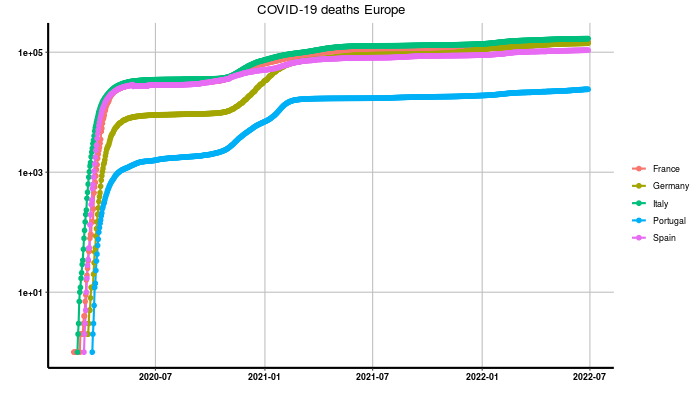 COVID-19 deaths Europe
1e+05
1e+03
1e+01
2020-07
2021-01
2021-07
2022-01
2022-07
France
Germany
Italy
Portugal
Spain